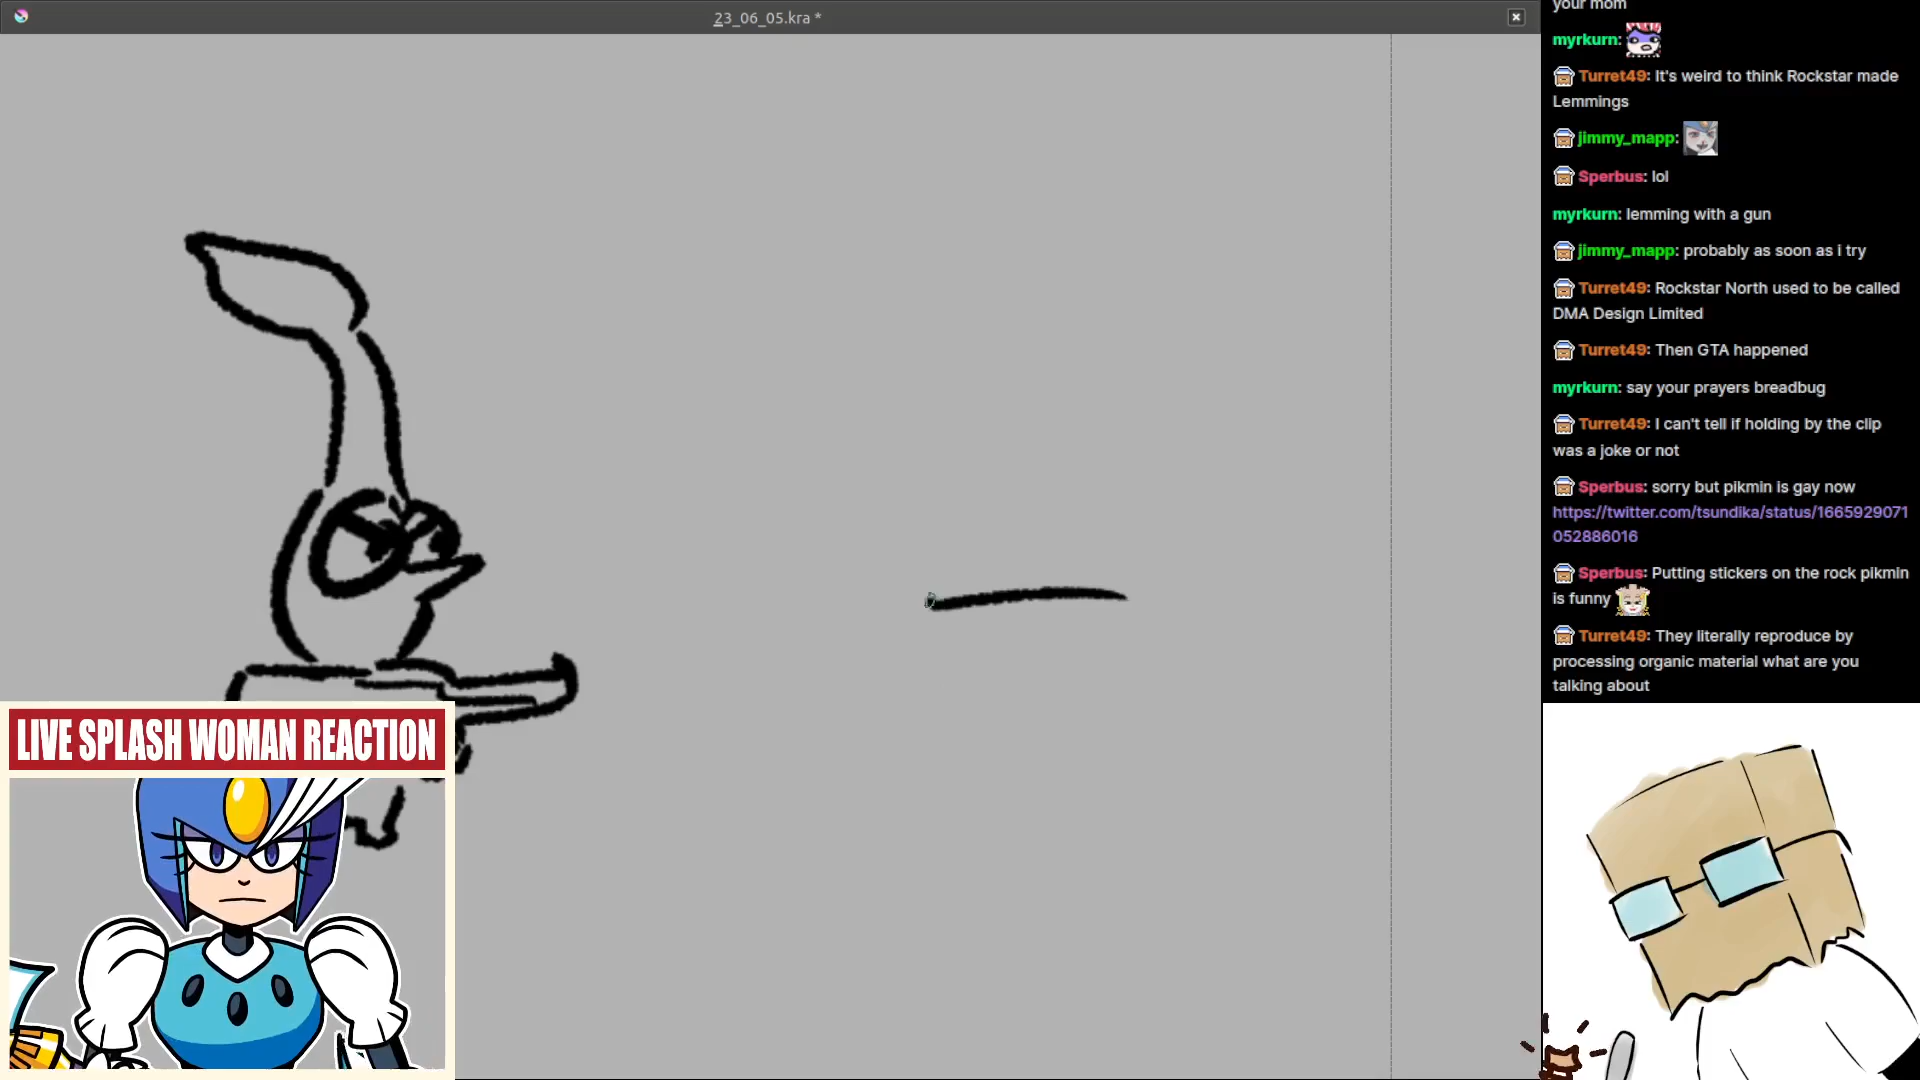 23_06_05.kra *
your mom
myrkurn:
Turret49: It's weird to think Rockstar made
Lemmings
jimmy_mapp:
Sperbus: lol
myrkurn: lemming with a gun
jimmy_mapp: probably as soon as i try
Turret49: Rockstar North used to be called
DMA Design Limited
Turret49: Then GTA happened
myrkurn: say your prayers breadbug
Turret49: I can't tell if holding by the clip
was a joke or not
Sperbus: sorry but pikmin is gay now
https://twitter.com/tsundika/status/1665929071
052886016
Sperbus: Putting stickers on the rock pikmin
is funny
Turret49: They literally reproduce by
processing organic material what are you
talking about
LIVE SPLASH WOMAN REACTION